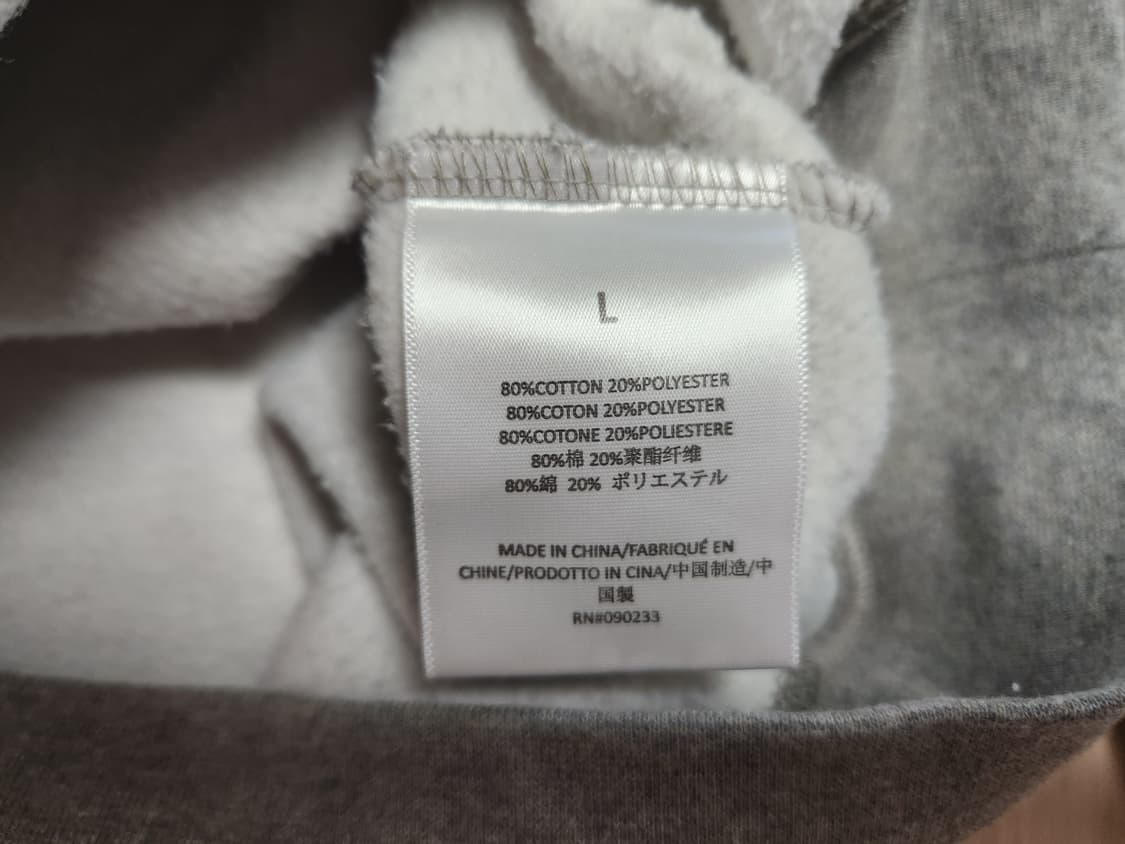 L
80%COTTON 20%POLYESTER
80%COTON 20%POLYESTER
80%COTONE 20%POLIESTERE
80%棉 20%聚酯纤维
80%綿 20% ポリエステル
MADE IN CHINA/FABRIQUÉ EN
CHINE/PRODOTTO IN CINA/中国制造/中
国製
RN#090233